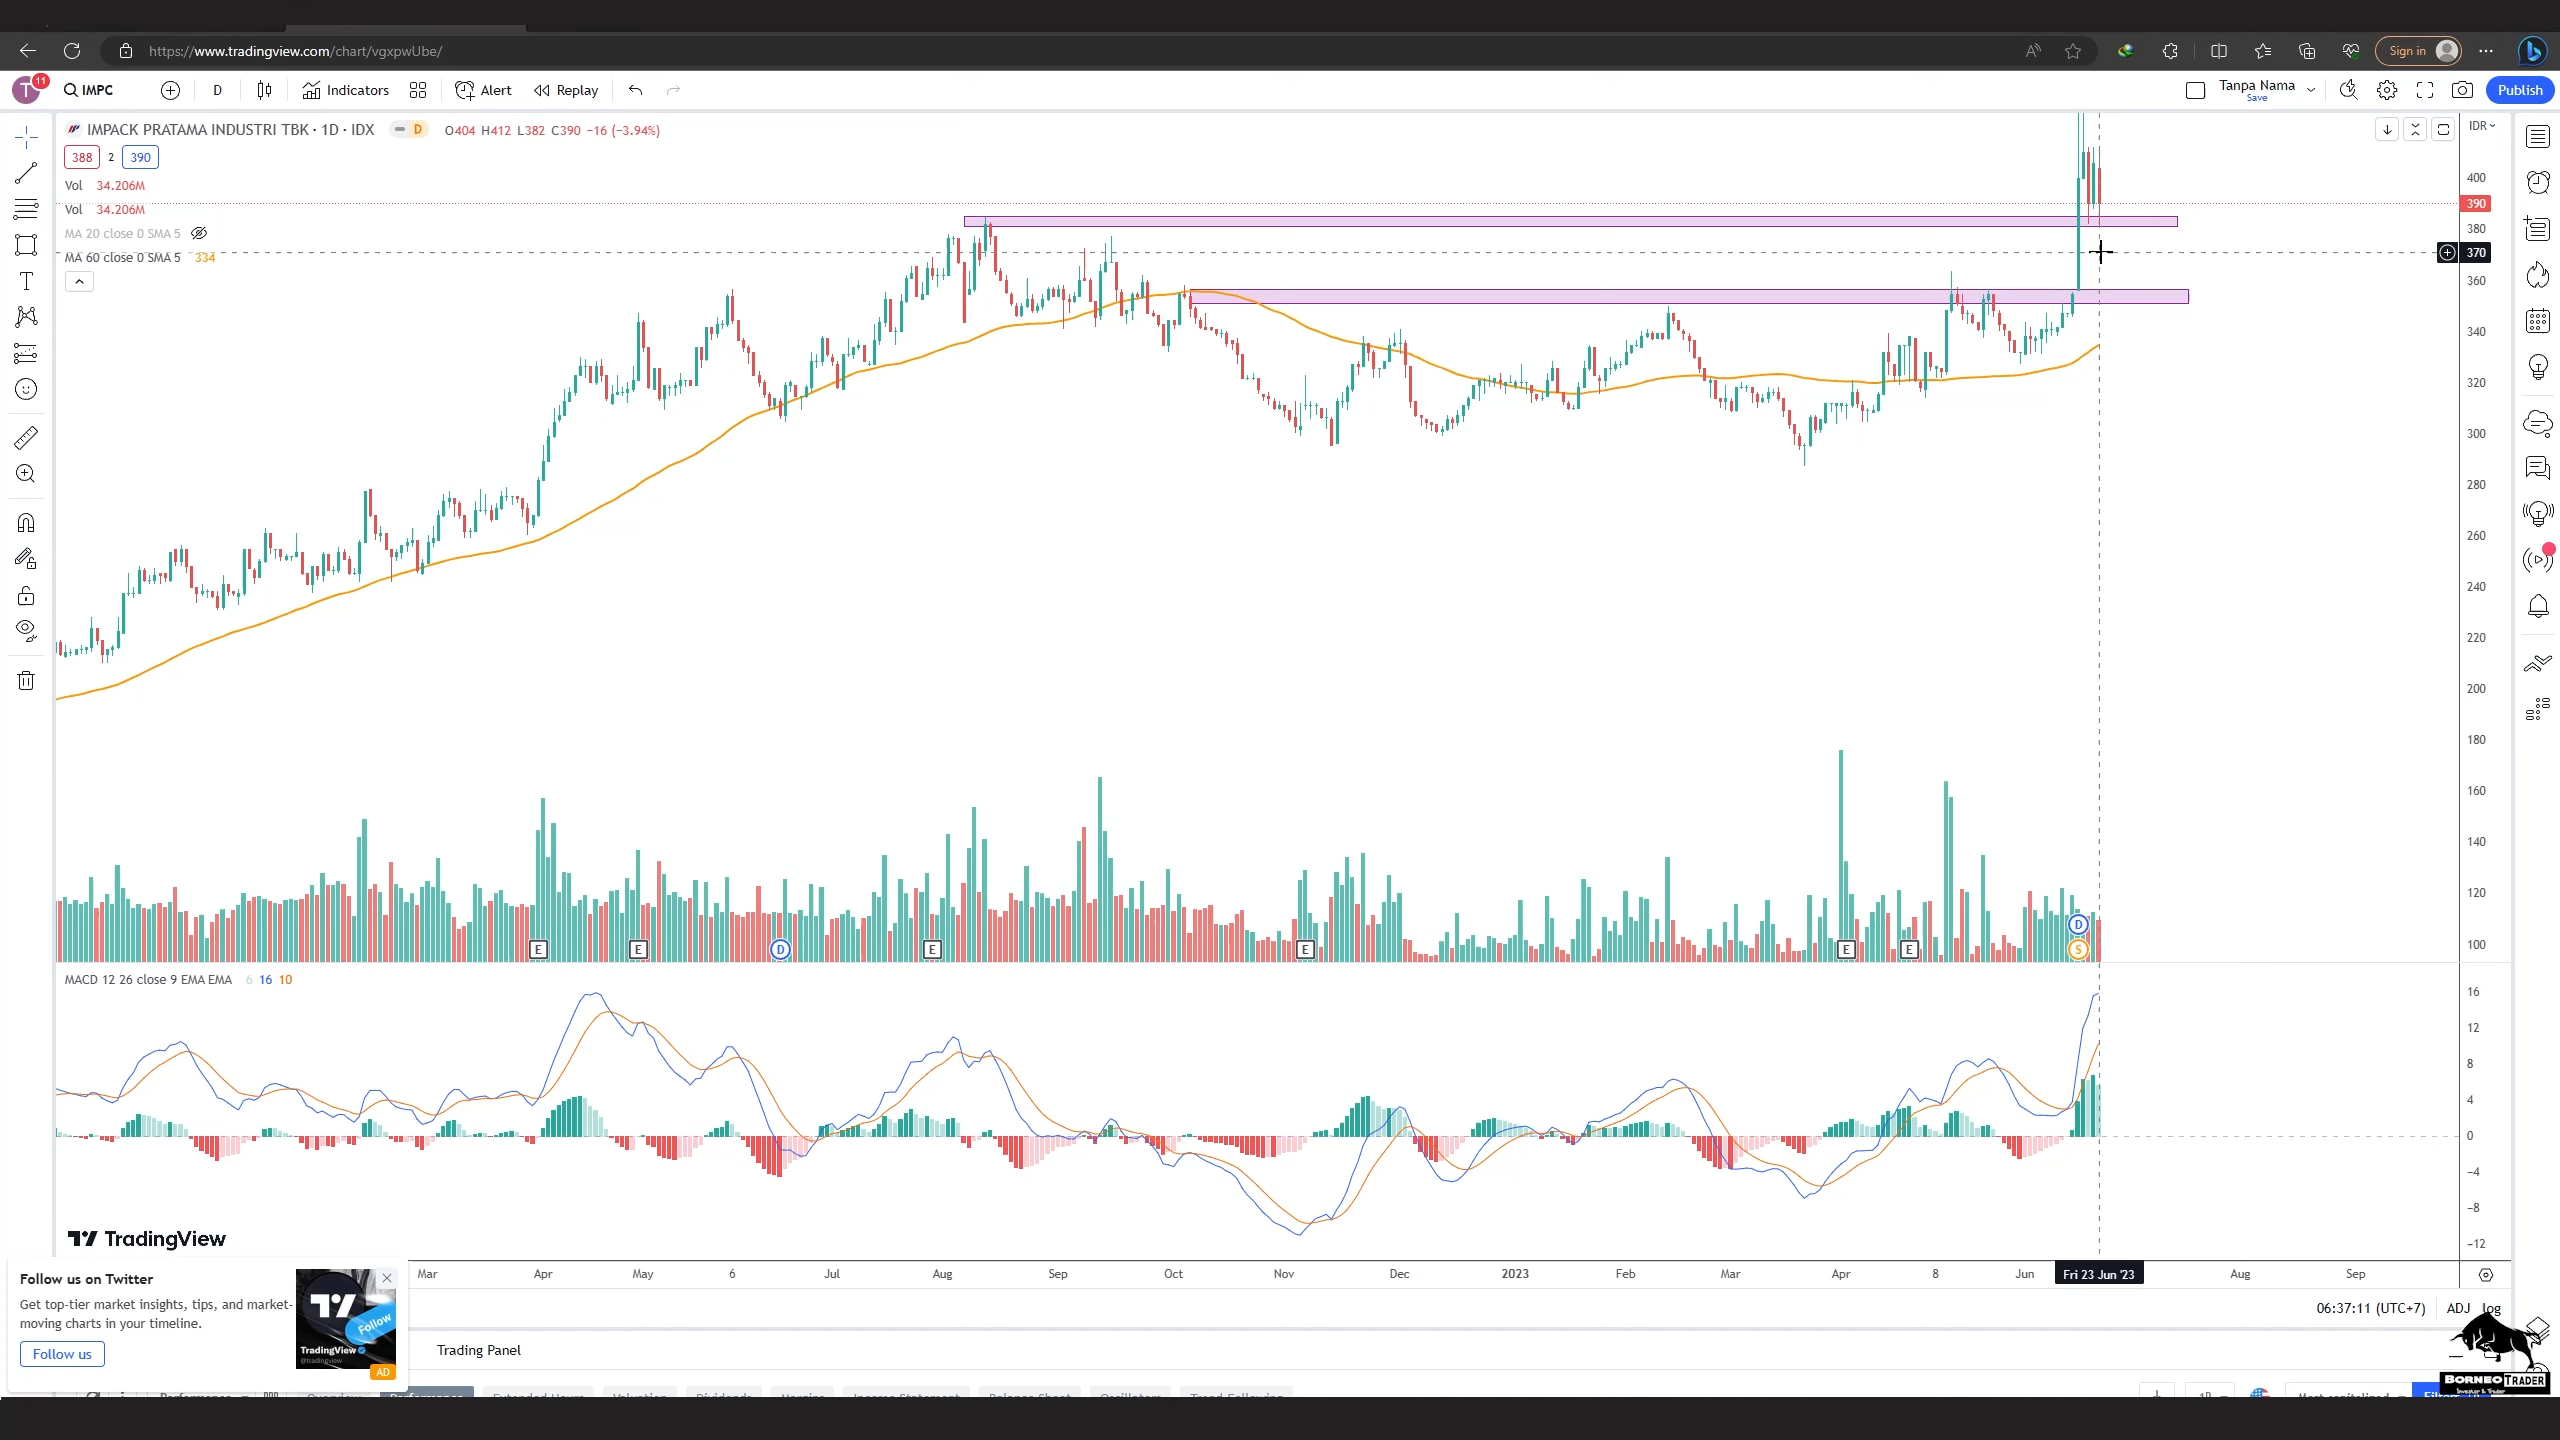 https://www.tradingview.com/chart/vgxpwUbe/
Sign in
T 11 IMPC D Indicators Alert Replay Tanpa Nama Save Publish
IMPACK PRATAMA INDUSTRI TBK · 1D · IDX D O404 H412 L382 C390 −16 (−3.94%) IDR
388 2 390
Vol 34.206M
Vol 34.206M
MA 20 close 0 SMA 5
MA 60 close 0 SMA 5 334
400
390
380
370
360
340
320
300
280
260
240
220
200
180
160
140
120
100
E E D E E E E D S
MACD 12 26 close 9 EMA EMA 6 16 10
16
12
8
4
0
−4
−8
−12
TradingView
Mar Apr May 6 Jul Aug Sep Oct Nov Dec 2023 Feb Mar Apr 8 Jun Fri 23 Jun '23 Aug Sep
Follow us on Twitter
Get top-tier market insights, tips, and market-
moving charts in your timeline.
Follow us
Follow
TradingView
@tradingview
AD
06:37:11 (UTC+7) ADJ log
Trading Panel
BORNEO TRADER
Investor & Trader